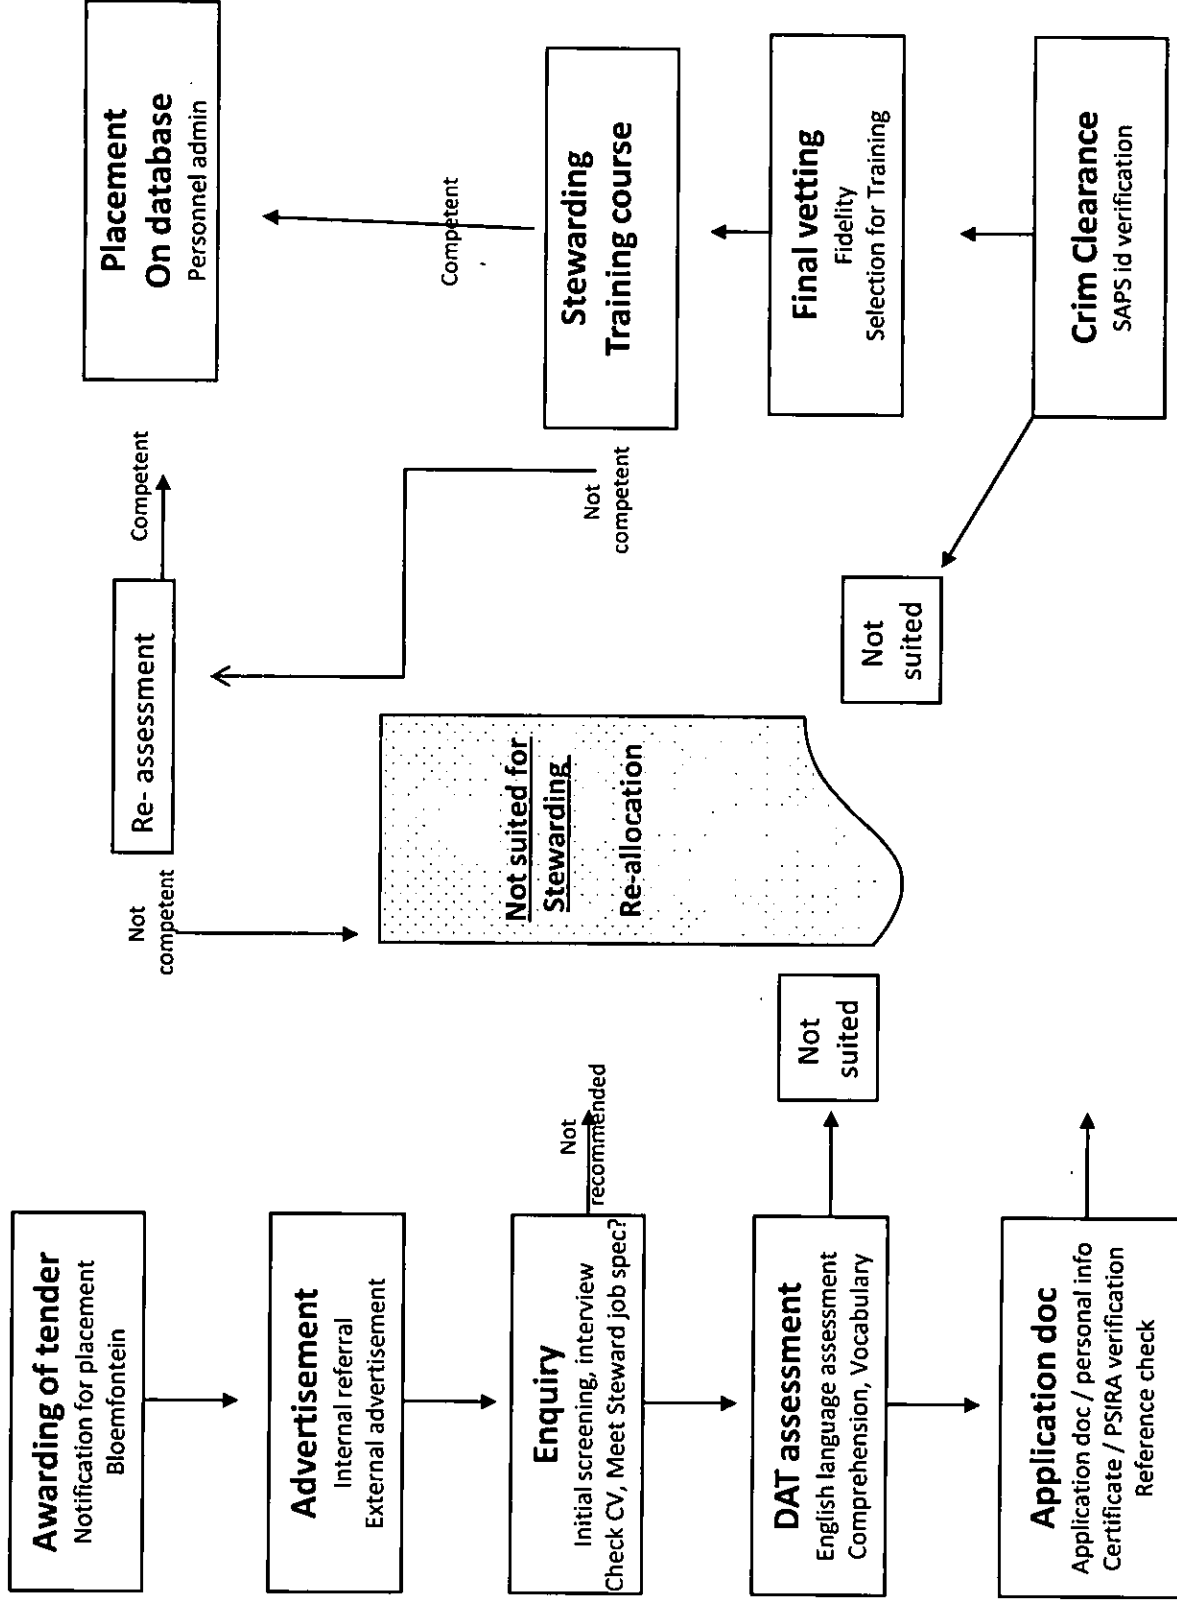 Awarding of tender
Notification for placement
Bloemfontein
Advertisement
Internal referral
External advertisement
Enquiry
Initial screening, interview
Check CV, Meet Steward job spec?
Not
recommended
DAT assessment
English language assessment
Comprehension, Vocabulary
Not
suited
Application doc
Application doc / personal info
Certificate / PSIRA verification
Reference check
Not
competent
Re- assessment
Competent
Not suited for
Stewarding
Re-allocation
Not
suited
Placement
On database
Personnel admin
Competent
Stewarding
Training course
Not
competent
Final vetting
Fidelity
Selection for Training
Crim Clearance
SAPS id verification